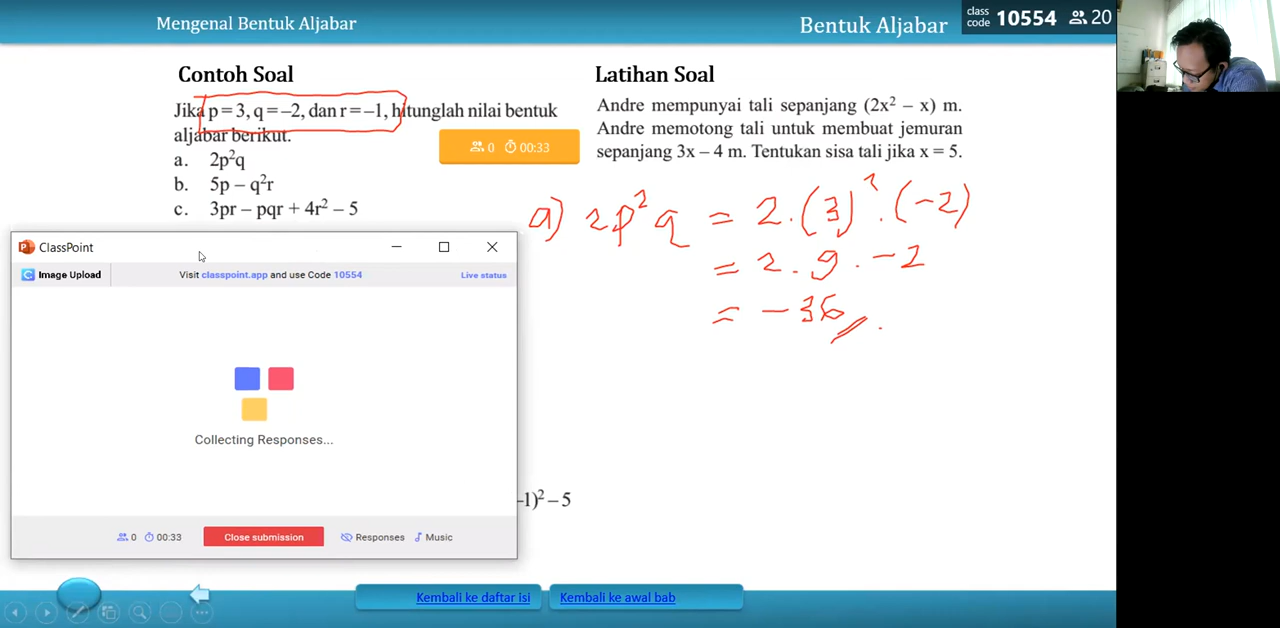 Mengenal Bentuk Aljabar
Bentuk Aljabar
class code 10554 20
Contoh Soal
Jika p = 3, q = –2, dan r = –1, hitunglah nilai bentuk
aljabar berikut.
a. 2p²q
b. 5p – q²r
c. 3pr – pqr + 4r² – 5
0 00:33
Latihan Soal
Andre mempunyai tali sepanjang (2x² – x) m.
Andre memotong tali untuk membuat jemuran
sepanjang 3x – 4 m. Tentukan sisa tali jika x = 5.
a) 2p²q = 2.(3)².(-2)
= 2.9.-2
= -36
ClassPoint
Image Upload
Visit classpoint.app and use Code 10554
Live status
Collecting Responses...
0 00:33
Close submission
Responses
Music
-1)² – 5
Kembali ke daftar isi
Kembali ke awal bab